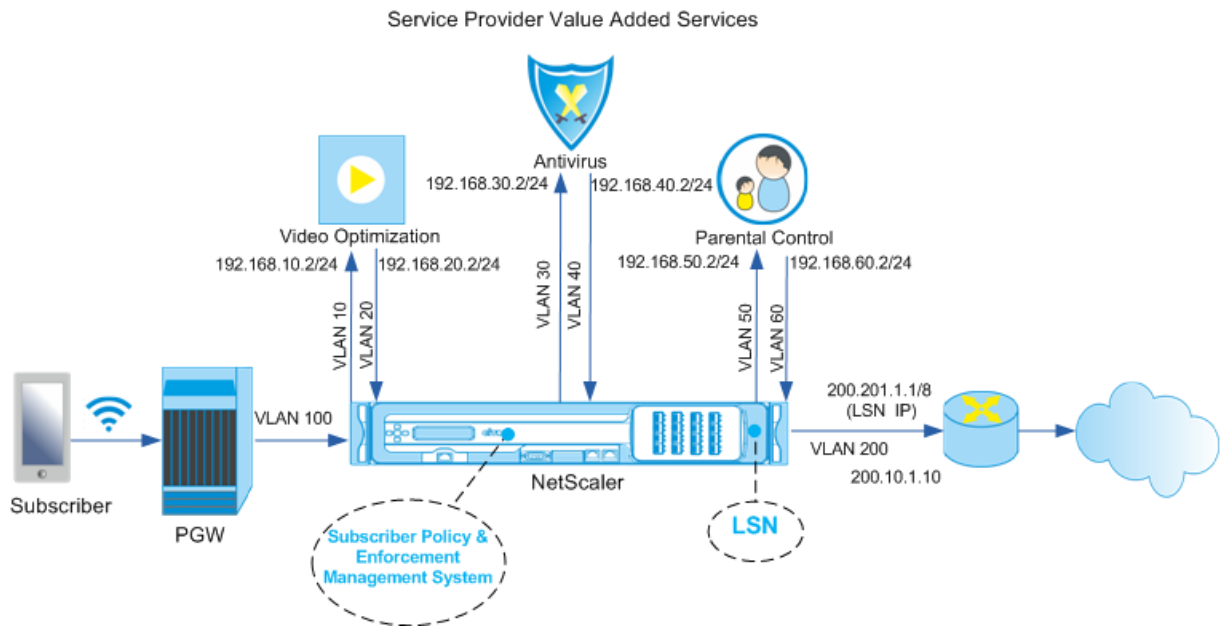 Service Provider Value Added Services
Antivirus
192.168.30.2/24
192.168.40.2/24
Video Optimization
192.168.10.2/24
192.168.20.2/24
Parental Control
192.168.50.2/24
192.168.60.2/24
VLAN 10
VLAN 20
VLAN 30
VLAN 40
VLAN 50
VLAN 60
Subscriber
PGW
VLAN 100
NetScaler
200.201.1.1/8
(LSN IP)
VLAN 200
200.10.1.10
Subscriber Policy &
Enforcement
Management System
LSN